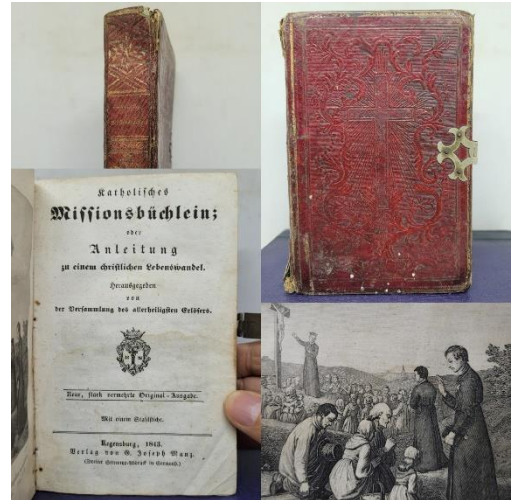 Katholisches
Missionsbüchlein;
oder
Anleitung
zu einem christlichen Lebenswandel.
Herausgegeben
von
der Versammlung des allerheiligsten Erlösers.
Neue, stark vermehrte Original-Ausgabe.
Mit einem Stahlstiche.
Regensburg, 1843.
Verlag von G. Joseph Manz.